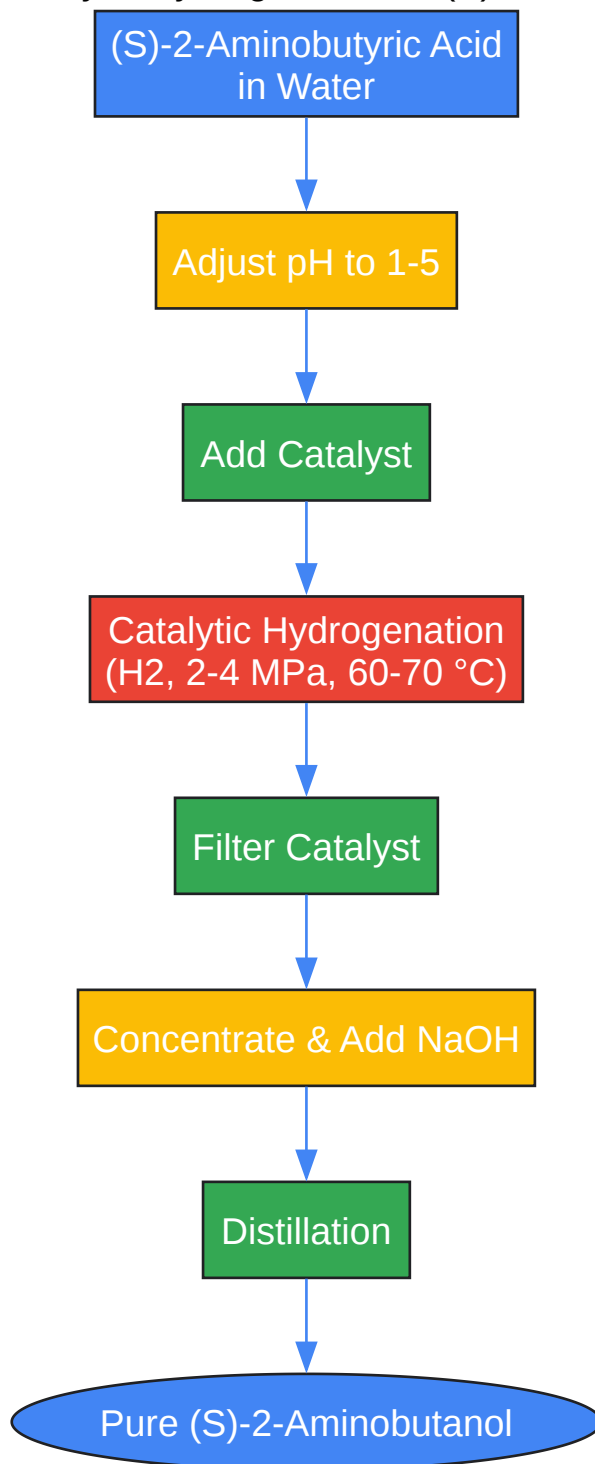 (S)-2-Aminobutyric Acid
in Water
Adjust pH to 1-5
Add Catalyst
Catalytic Hydrogenation
(H2, 2-4 MPa, 60-70 °C)
Filter Catalyst
Concentrate & Add NaOH
Distillation
Pure (S)-2-Aminobutanol